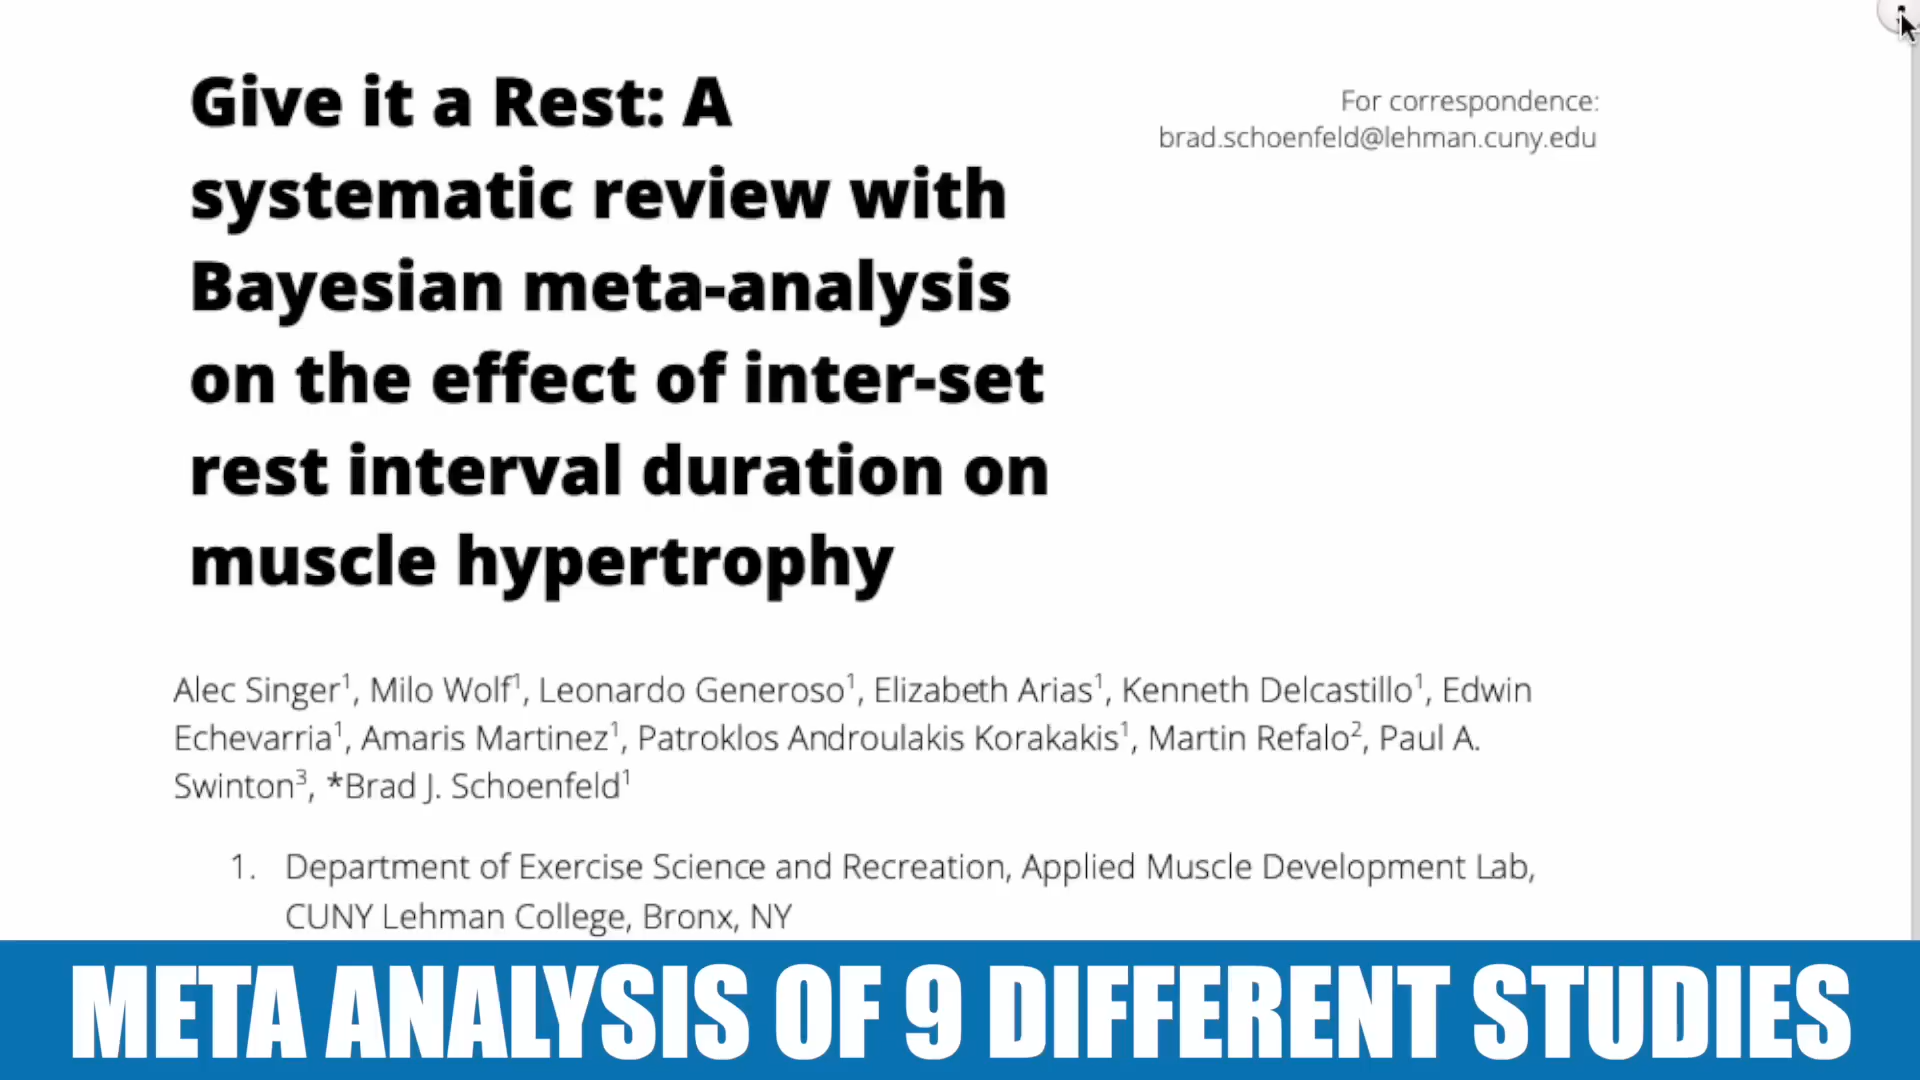 Give it a Rest: A
systematic review with
Bayesian meta-analysis
on the effect of inter-set
rest interval duration on
muscle hypertrophy
For correspondence:
brad.schoenfeld@lehman.cuny.edu
Alec Singer¹, Milo Wolf¹, Leonardo Generoso¹, Elizabeth Arias¹, Kenneth Delcastillo¹, Edwin
Echevarria¹, Amaris Martinez¹, Patroklos Androulakis Korakakis¹, Martin Refalo², Paul A.
Swinton³, *Brad J. Schoenfeld¹
1. Department of Exercise Science and Recreation, Applied Muscle Development Lab,
CUNY Lehman College, Bronx, NY
META ANALYSIS OF 9 DIFFERENT STUDIES